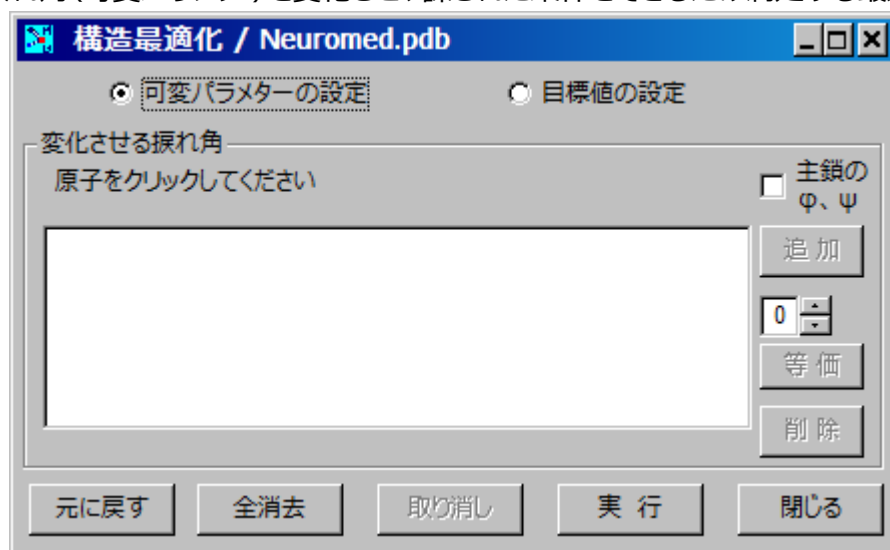 構造最適化 / Neuromed.pdb
可変パラメターの設定
目標値の設定
変化させる捩れ角
原子をクリックしてください
主鎖の
φ、ψ
追 加
0
等 価
削 除
元に戻す
全消去
取り消し
実 行
閉じる